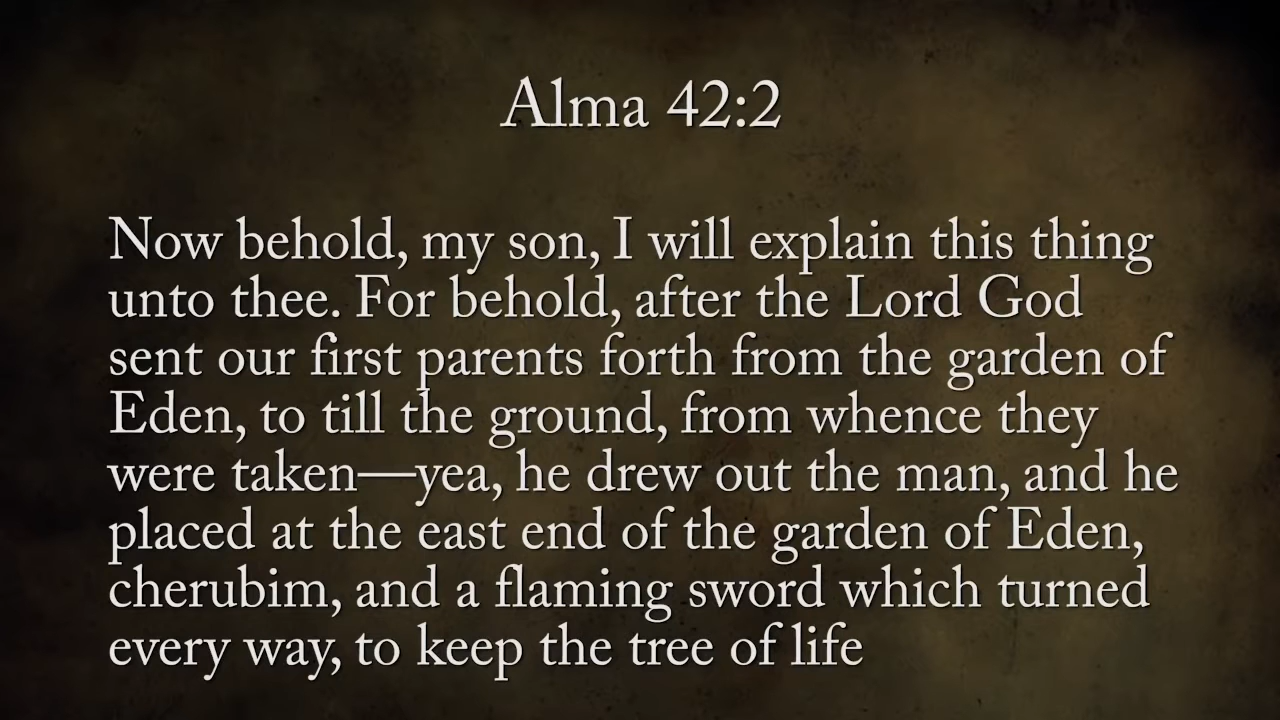 Alma 42:2
Now behold, my son, I will explain this thing
unto thee. For behold, after the Lord God
sent our first parents forth from the garden of
Eden, to till the ground, from whence they
were taken—yea, he drew out the man, and he
placed at the east end of the garden of Eden,
cherubim, and a flaming sword which turned
every way, to keep the tree of life